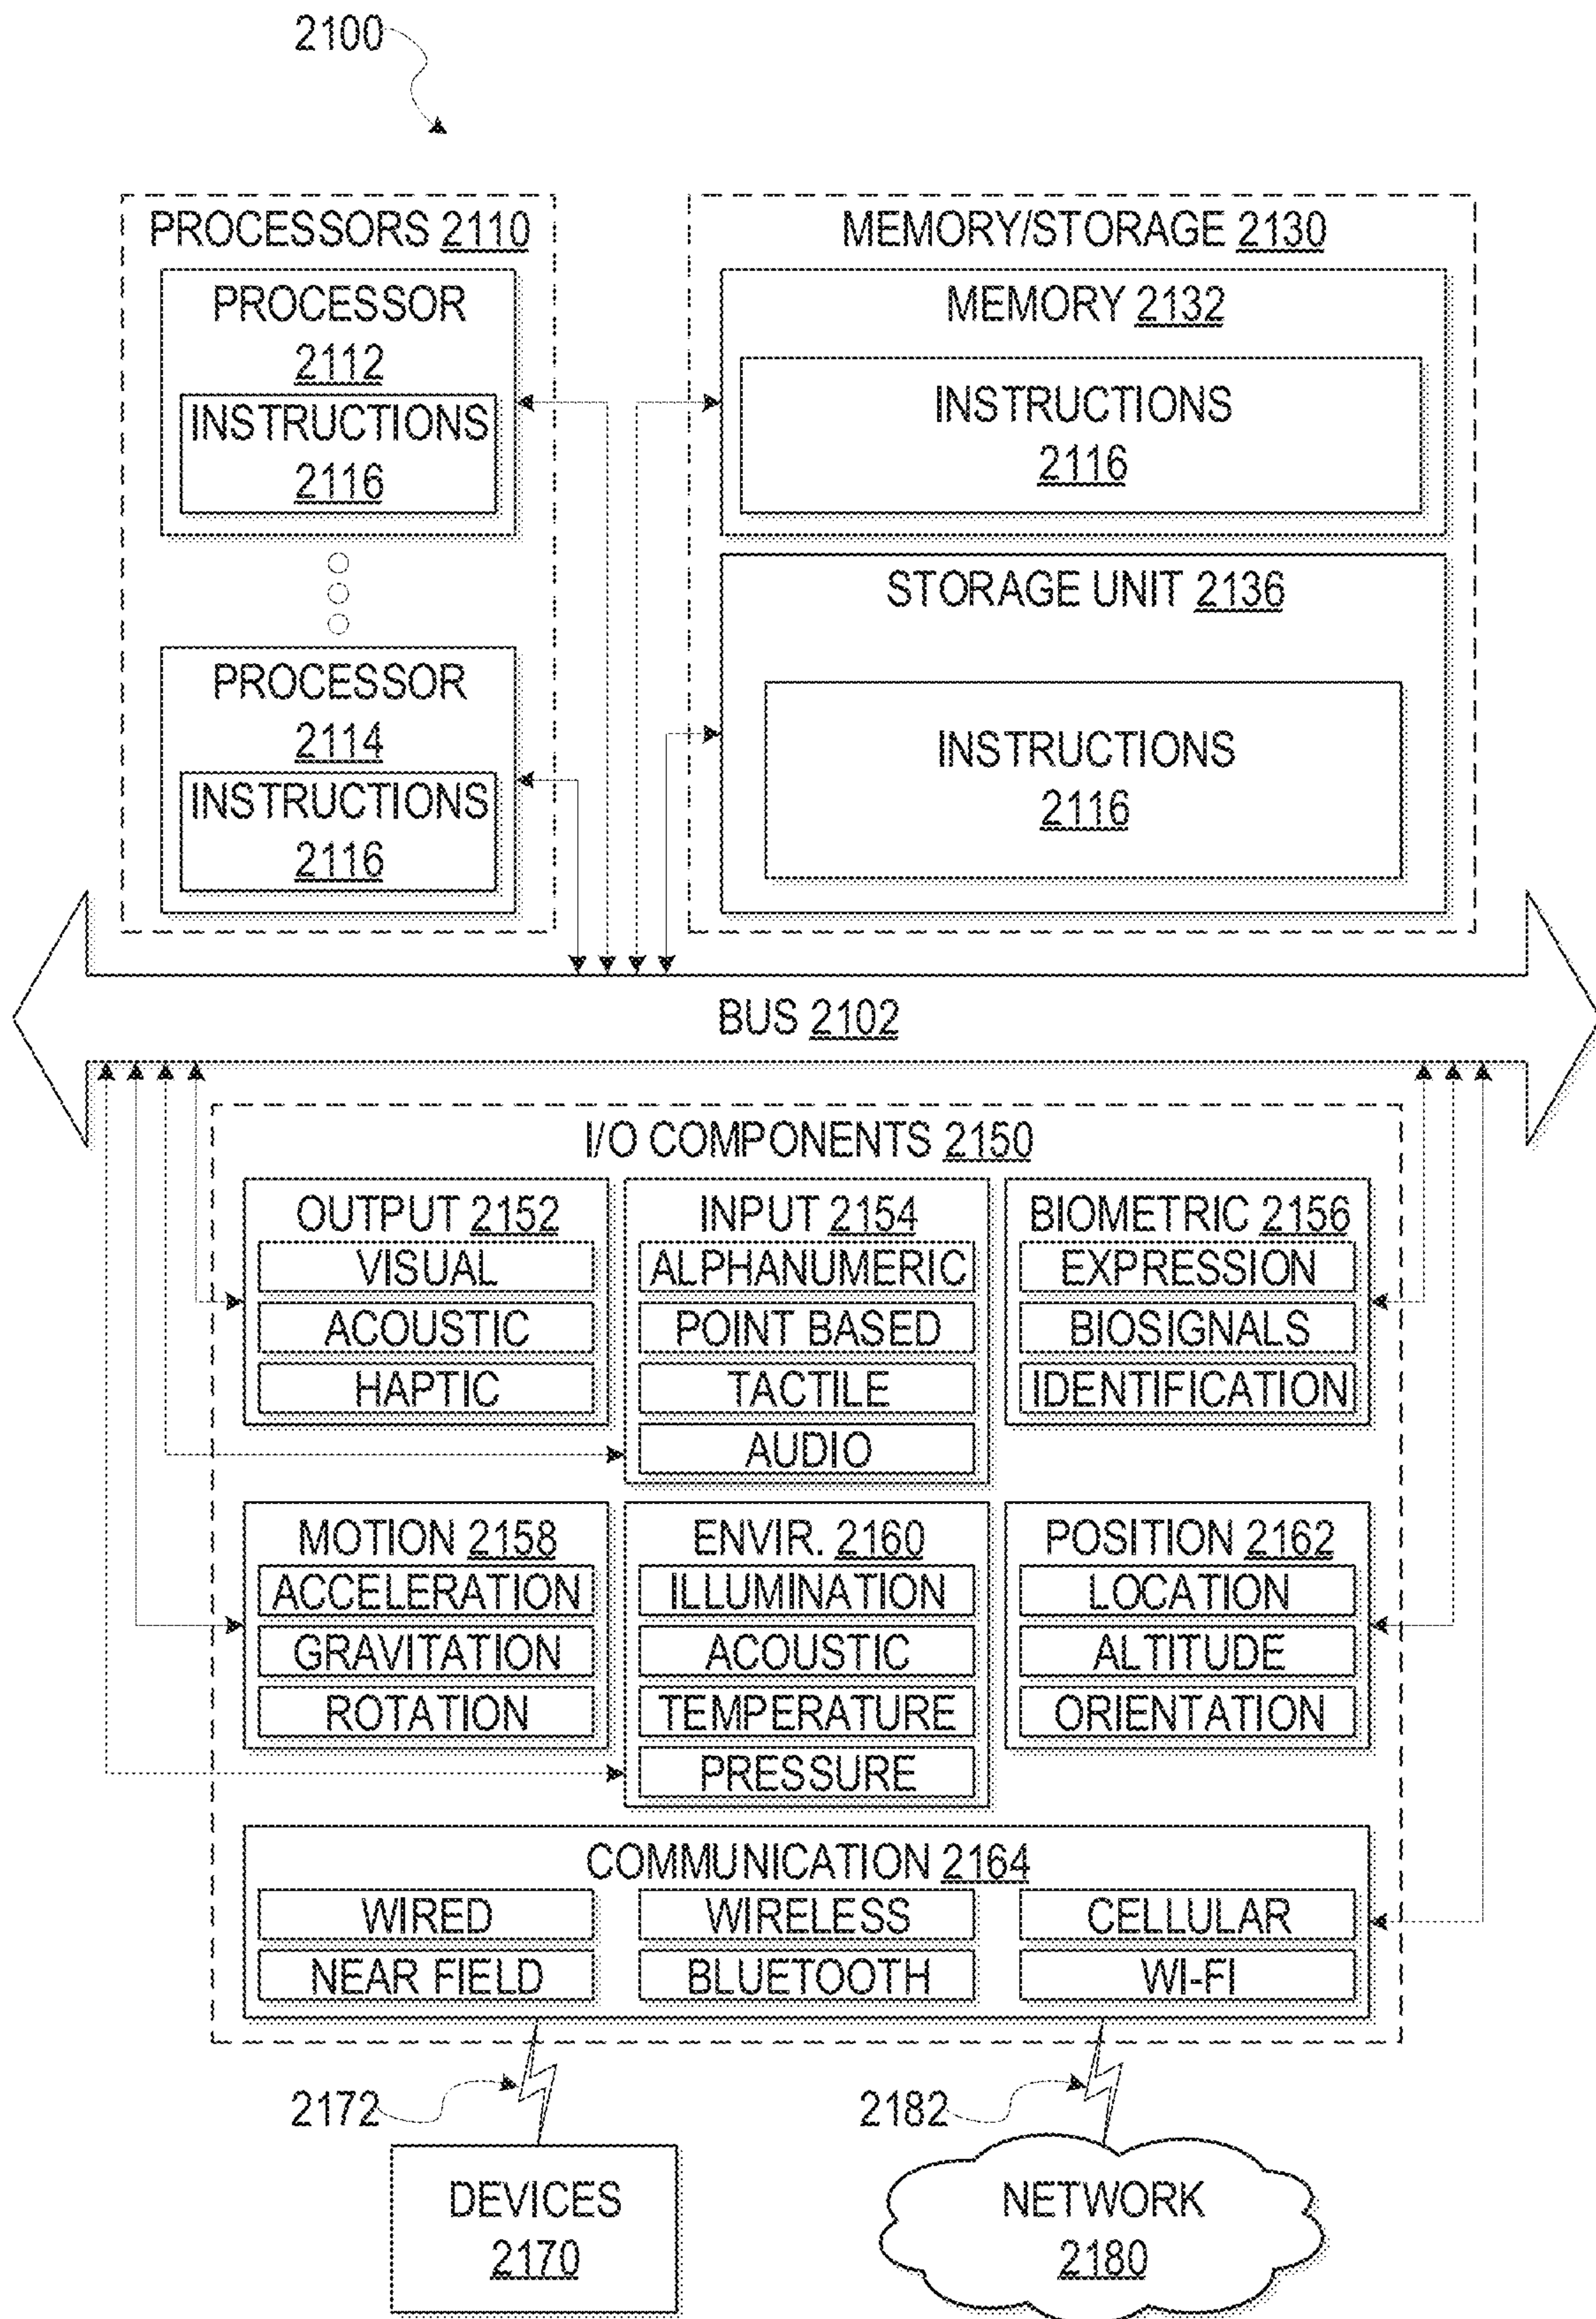 2100
PROCESSORS 2110
PROCESSOR
2112
INSTRUCTIONS
2116
PROCESSOR
2114
INSTRUCTIONS
2116
MEMORY/STORAGE 2130
MEMORY 2132
INSTRUCTIONS
2116
STORAGE UNIT 2136
INSTRUCTIONS
2116
BUS 2102
I/O COMPONENTS 2150
OUTPUT 2152
VISUAL
ACOUSTIC
HAPTIC
INPUT 2154
ALPHANUMERIC
POINT BASED
TACTILE
AUDIO
BIOMETRIC 2156
EXPRESSION
BIOSIGNALS
IDENTIFICATION
MOTION 2158
ACCELERATION
GRAVITATION
ROTATION
ENVIR. 2160
ILLUMINATION
ACOUSTIC
TEMPERATURE
PRESSURE
POSITION 2162
LOCATION
ALTITUDE
ORIENTATION
COMMUNICATION 2164
WIRED
WIRELESS
CELLULAR
NEAR FIELD
BLUETOOTH
WI-FI
2172
2182
DEVICES
2170
NETWORK
2180